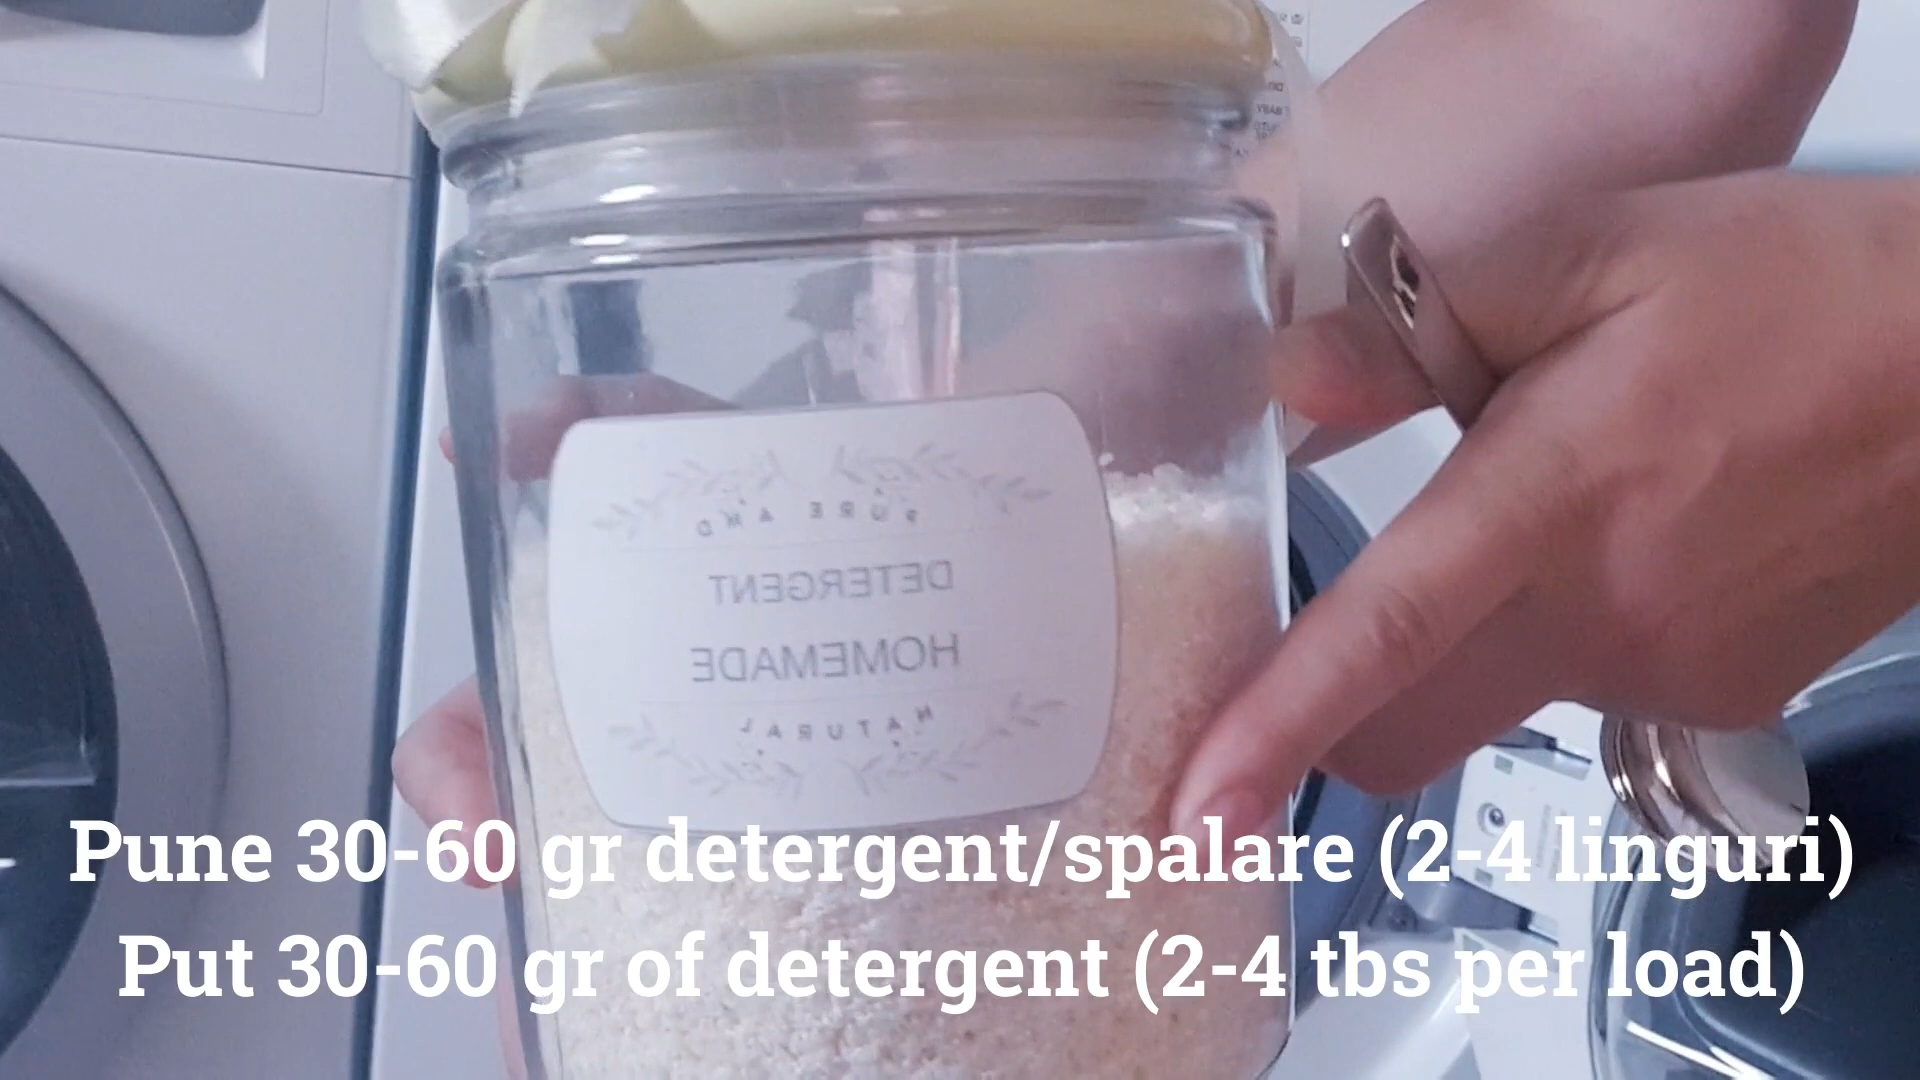 PURE AND
DETERGENT
HOMEMADE
NATURAL
Pune 30-60 gr detergent/spalare (2-4 linguri)
Put 30-60 gr of detergent (2-4 tbs per load)